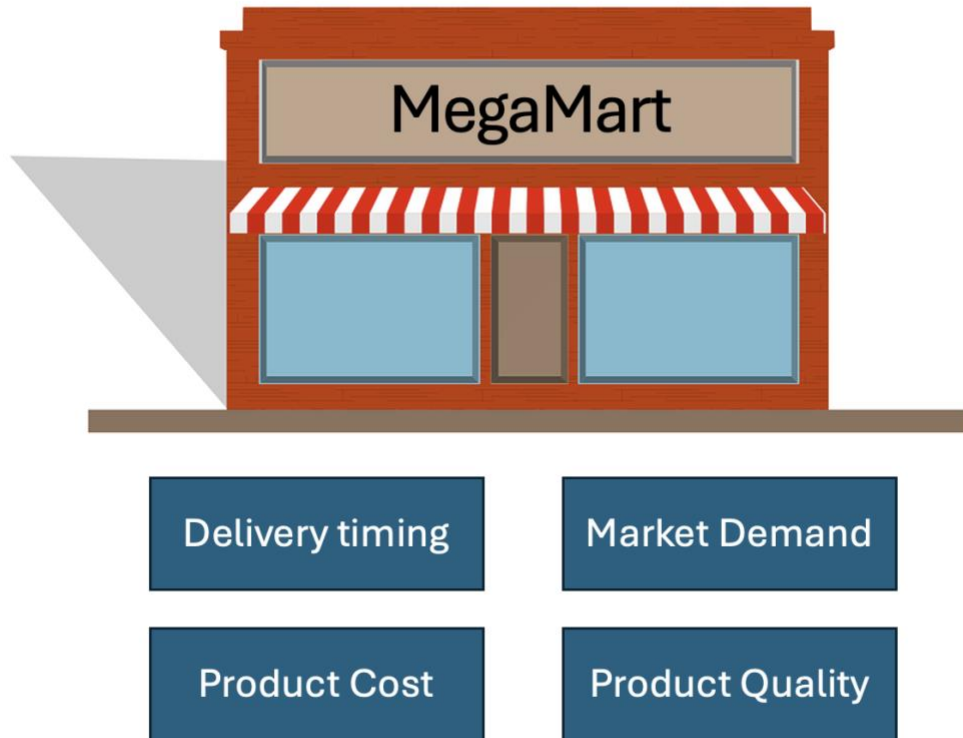 MegaMart
Delivery timing
Market Demand
Product Cost
Product Quality